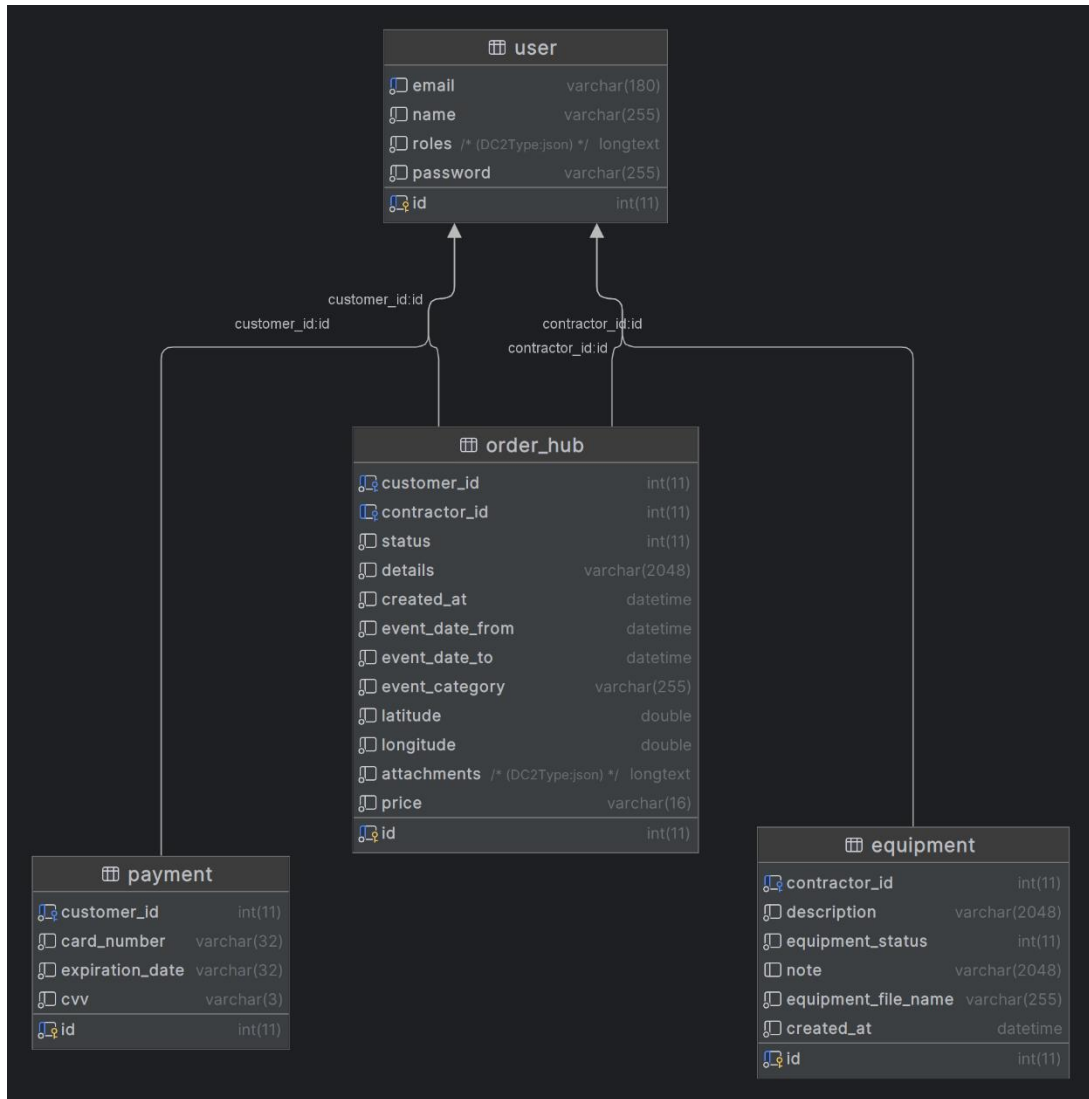 user
email varchar(180)
name varchar(255)
roles /* (DC2Type:json) */ longtext
password varchar(255)
id int(11)
customer_id:id
customer_id:id
contractor_id:id
contractor_id:id
order_hub
customer_id int(11)
contractor_id int(11)
status int(11)
details varchar(2048)
created_at datetime
event_date_from datetime
event_date_to datetime
event_category varchar(255)
latitude double
longitude double
attachments /* (DC2Type:json) */ longtext
price varchar(16)
id int(11)
payment
customer_id int(11)
card_number varchar(32)
expiration_date varchar(32)
cvv varchar(3)
id int(11)
equipment
contractor_id int(11)
description varchar(2048)
equipment_status int(11)
note varchar(2048)
equipment_file_name varchar(255)
created_at datetime
id int(11)